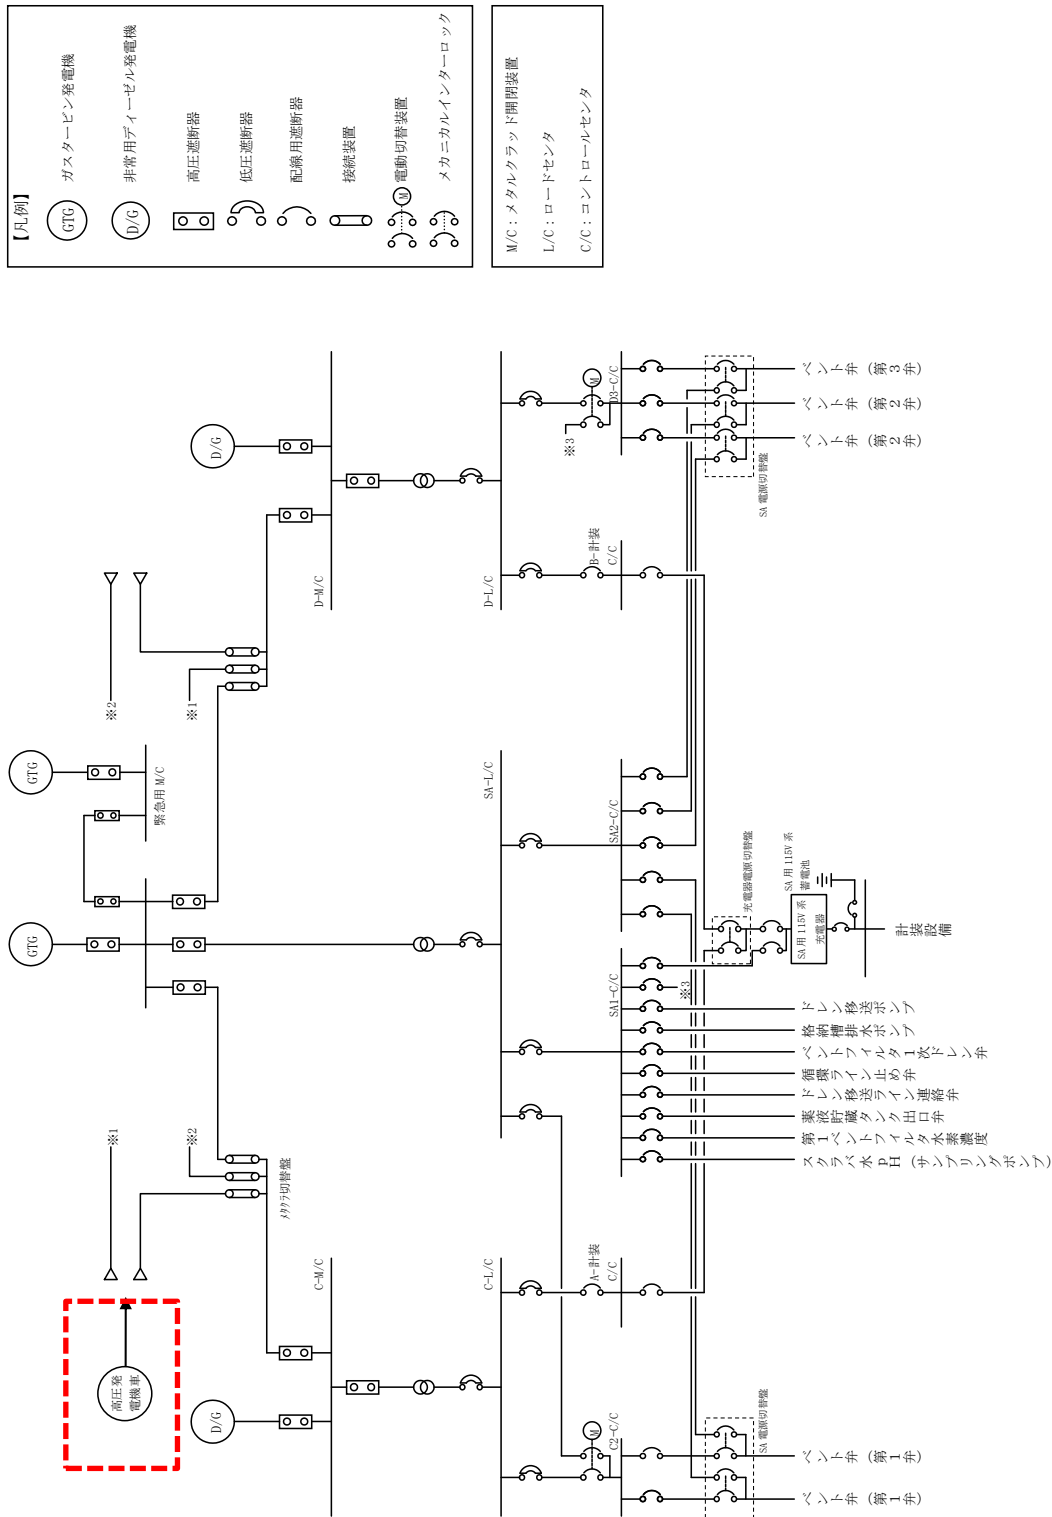 【凡例】
GTG
ガスタービン発電機
D/G
非常用ディーゼル発電機
高圧遮断器
低圧遮断器
配線用遮断器
接続装置
M
電動切替装置
メカニカルインターロック
M/C：メタルクラッド開閉装置
L/C：ロードセンタ
C/C：コントロールセンタ
高圧発
電機車
※1
※2
メタクラ切替盤
D/G
C-M/C
C-L/C
M
C2-C/C
A-計装
C/C
SA 電源切替盤
ベント弁（第１弁）
ベント弁（第１弁）
GTG
GTG
緊急用 M/C
SA-L/C
SA1-C/C
※3
SA2-C/C
スクラバ水 pH（サンプリングポンプ）
第１ベントフィルタ水素濃度
薬液貯蔵タンク出口弁
ドレン移送ライン連絡弁
循環ライン止め弁
ベントフィルタ１次ドレン弁
格納槽排水ポンプ
ドレン移送ポンプ
充電器電源切替盤
SA 用 115V 系
充電器
SA 用 115V 系
蓄電池
計装設備
※2
※1
D/G
D-M/C
D-L/C
B-計装
C/C
※3
M
D3-C/C
SA 電源切替盤
ベント弁（第２弁）
ベント弁（第２弁）
ベント弁（第３弁）